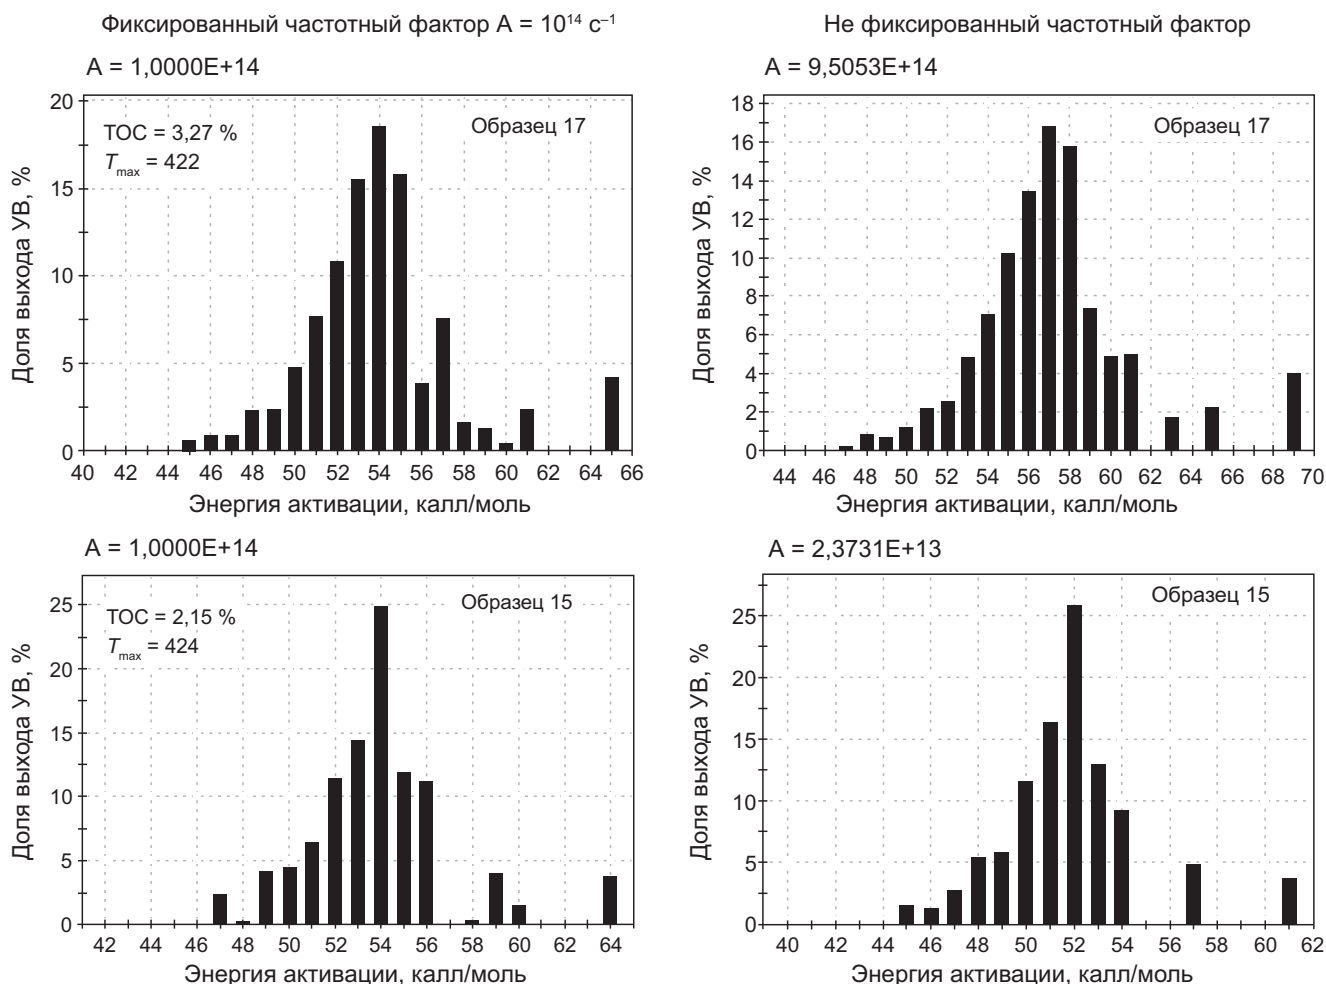 Фиксированный частотный фактор A = 10¹⁴ с⁻¹
Не фиксированный частотный фактор
A = 1,0000E+14
Доля выхода УВ, %
20
15
10
5
0
TOC = 3,27 %
Tmax = 422
Образец 17
40 42 44 46 48 50 52 54 56 58 60 62 64 66
Энергия активации, калл/моль
A = 9,5053E+14
Доля выхода УВ, %
18
16
14
12
10
8
6
4
2
0
Образец 17
44 46 48 50 52 54 56 58 60 62 64 66 68 70
Энергия активации, калл/моль
A = 1,0000E+14
Доля выхода УВ, %
25
20
15
10
5
0
TOC = 2,15 %
Tmax = 424
Образец 15
42 44 46 48 50 52 54 56 58 60 62 64
Энергия активации, калл/моль
A = 2,3731E+13
Доля выхода УВ, %
25
20
15
10
5
0
Образец 15
40 42 44 46 48 50 52 54 56 58 60 62
Энергия активации, калл/моль